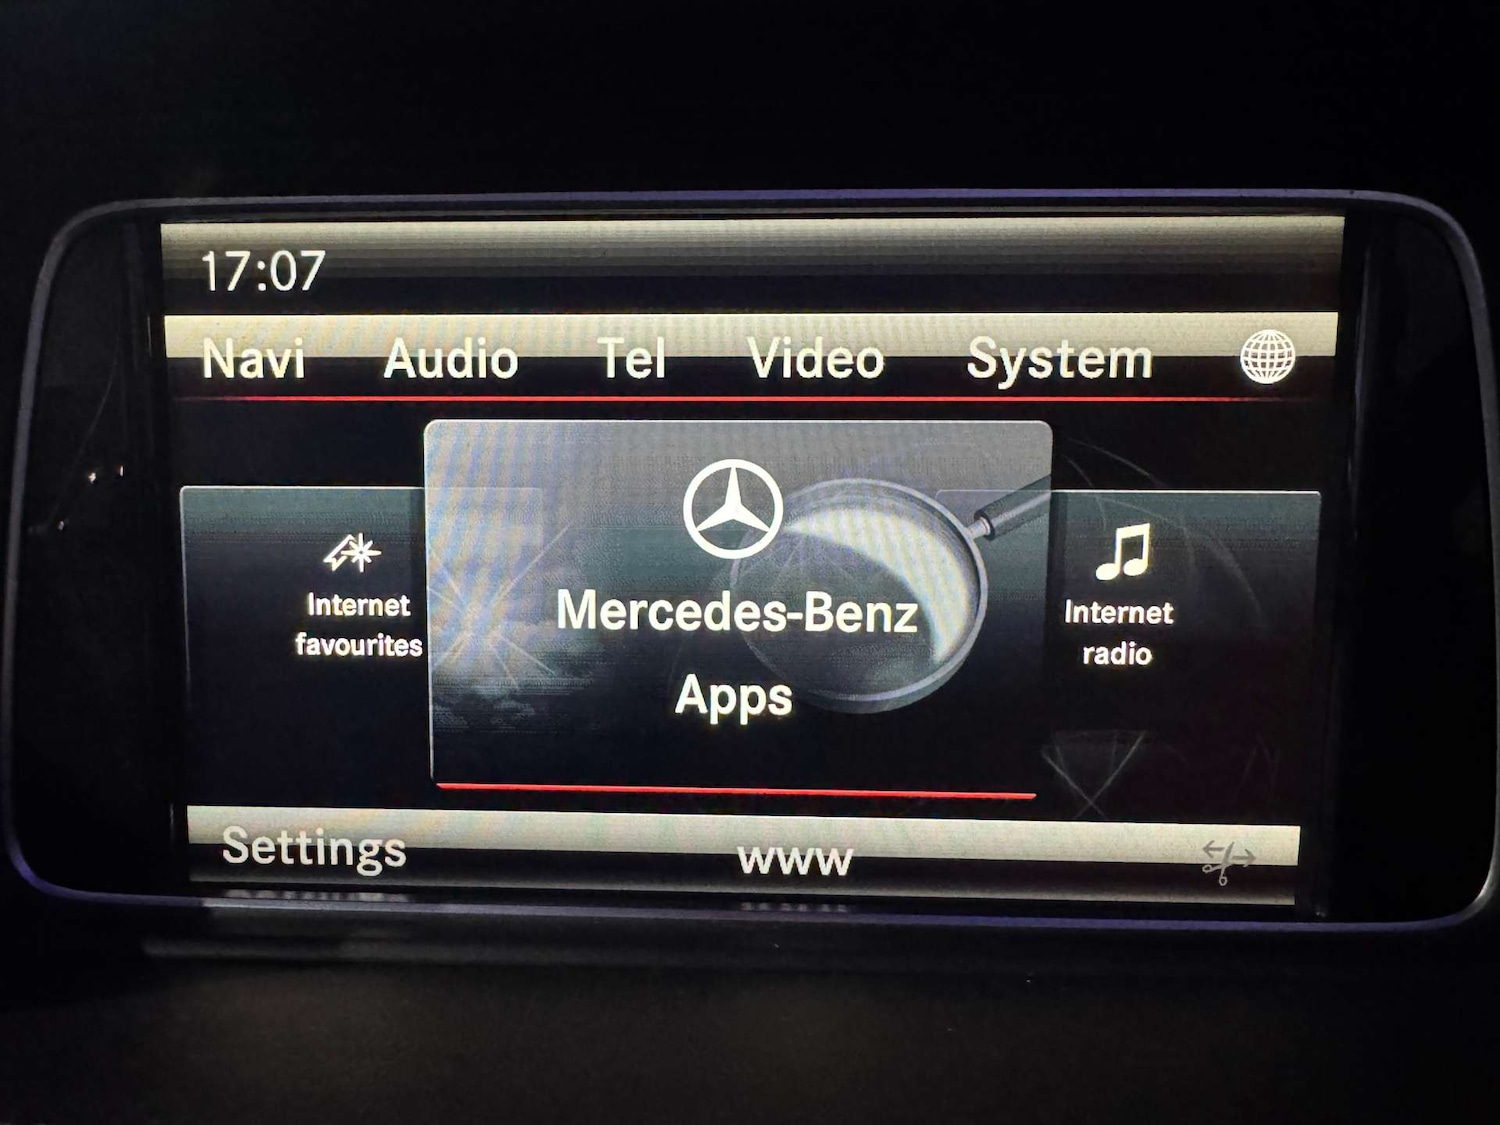 17:07
Navi Audio Tel Video System
Internet
favourites
Mercedes-Benz
Apps
Internet
radio
Settings www